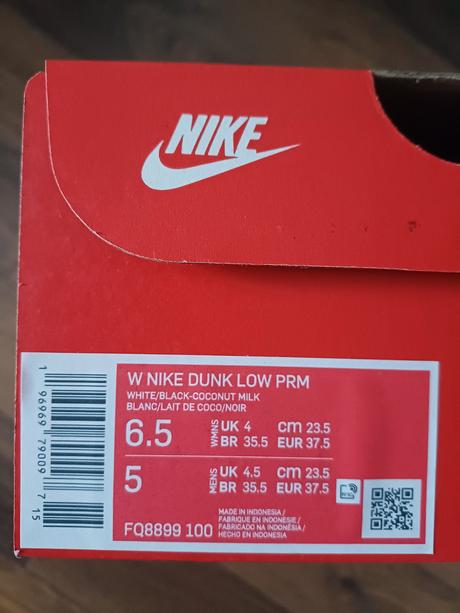 NIKE
W NIKE DUNK LOW PRM
WHITE/BLACK-COCONUT MILK
BLANC/LAIT DE COCO/NOIR
6.5 WMNS UK 4 cm 23.5
BR 35.5 EUR 37.5
5 MENS UK 4.5 cm 23.5
BR 35.5 EUR 37.5
FQ8899 100
MADE IN INDONESIA /
FABRIQUE EN INDONESIE /
FABRICADO NA INDONÉSIA /
HECHO EN INDONESIA
1 96969 79009 7 15